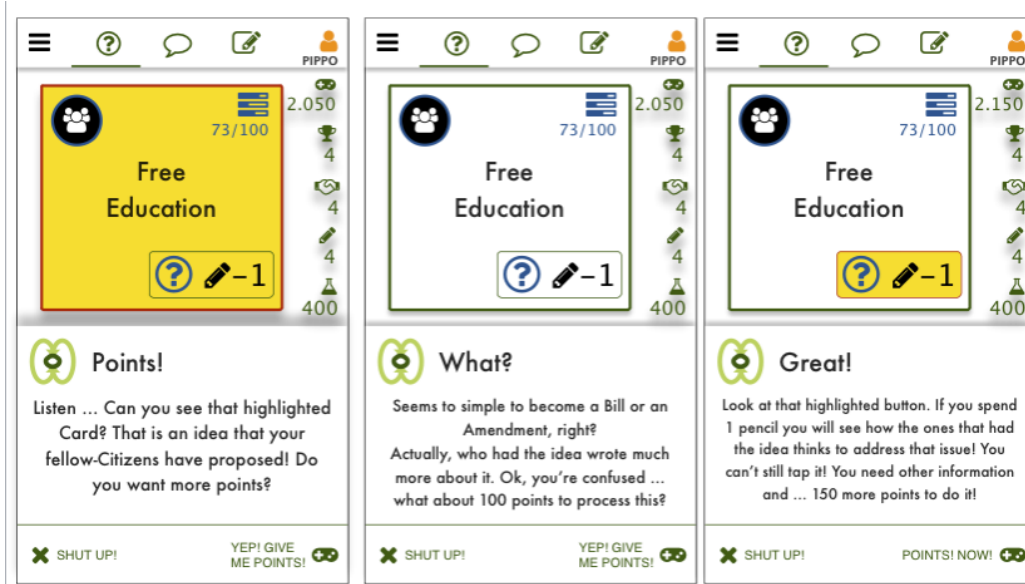 PIPPO
2.050
73/100
4
Free
Education
4
4
–1
400
Points!
Listen ... Can you see that highlighted
Card? That is an idea that your
fellow-Citizens have proposed! Do
you want more points?
SHUT UP!
YEP! GIVE
ME POINTS!
PIPPO
2.050
73/100
4
Free
Education
4
4
–1
400
What?
Seems to simple to become a Bill or an
Amendment, right?
Actually, who had the idea wrote much
more about it. Ok, you're confused ...
what about 100 points to process this?
SHUT UP!
YEP! GIVE
ME POINTS!
PIPPO
2.150
73/100
4
Free
Education
4
4
–1
400
Great!
Look at that highlighted button. If you spend
1 pencil you will see how the ones that had
the idea thinks to address that issue! You
can't still tap it! You need other information
and ... 150 more points to do it!
SHUT UP!
POINTS! NOW!